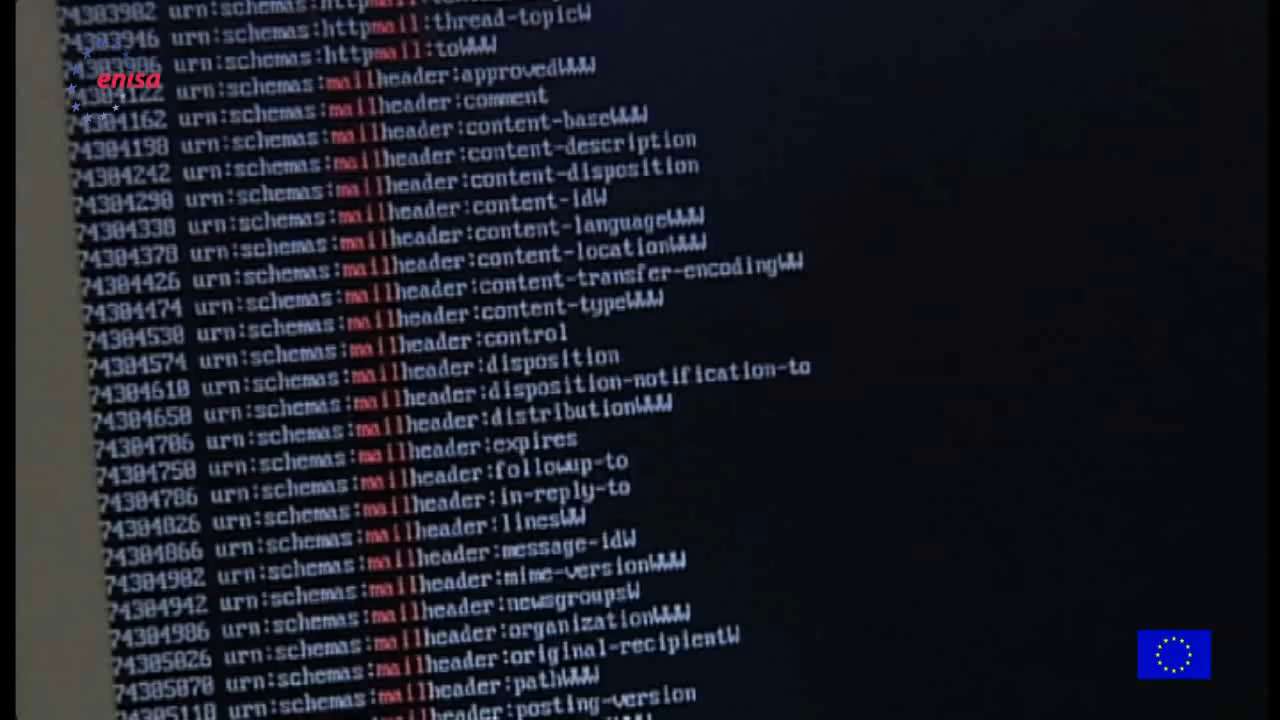 74303902 urn:schemas:httpmail:
74303946 urn:schemas:httpmail:thread-topicW
74303986 urn:schemas:httpmail:toWWW
enisa
74304122 urn:schemas:mailheader:approvedWWW
74304162 urn:schemas:mailheader:comment
74304198 urn:schemas:mailheader:content-baseWWW
74304242 urn:schemas:mailheader:content-description
74304290 urn:schemas:mailheader:content-disposition
74304338 urn:schemas:mailheader:content-idW
74304378 urn:schemas:mailheader:content-languageWWW
74304426 urn:schemas:mailheader:content-locationWWW
74304474 urn:schemas:mailheader:content-transfer-encodingWW
74304530 urn:schemas:mailheader:content-typeWWW
74304574 urn:schemas:mailheader:control
74304610 urn:schemas:mailheader:disposition
74304650 urn:schemas:mailheader:disposition-notification-to
74304706 urn:schemas:mailheader:distributionWWW
74304750 urn:schemas:mailheader:expires
74304786 urn:schemas:mailheader:followup-to
74304826 urn:schemas:mailheader:in-reply-to
74304866 urn:schemas:mailheader:linesWW
74304902 urn:schemas:mailheader:message-idW
74304942 urn:schemas:mailheader:mime-versionWWW
74304986 urn:schemas:mailheader:newsgroupsW
74305026 urn:schemas:mailheader:organizationWWW
74305070 urn:schemas:mailheader:original-recipientW
74305110 urn:schemas:mailheader:pathWWW
mailheader:posting-version